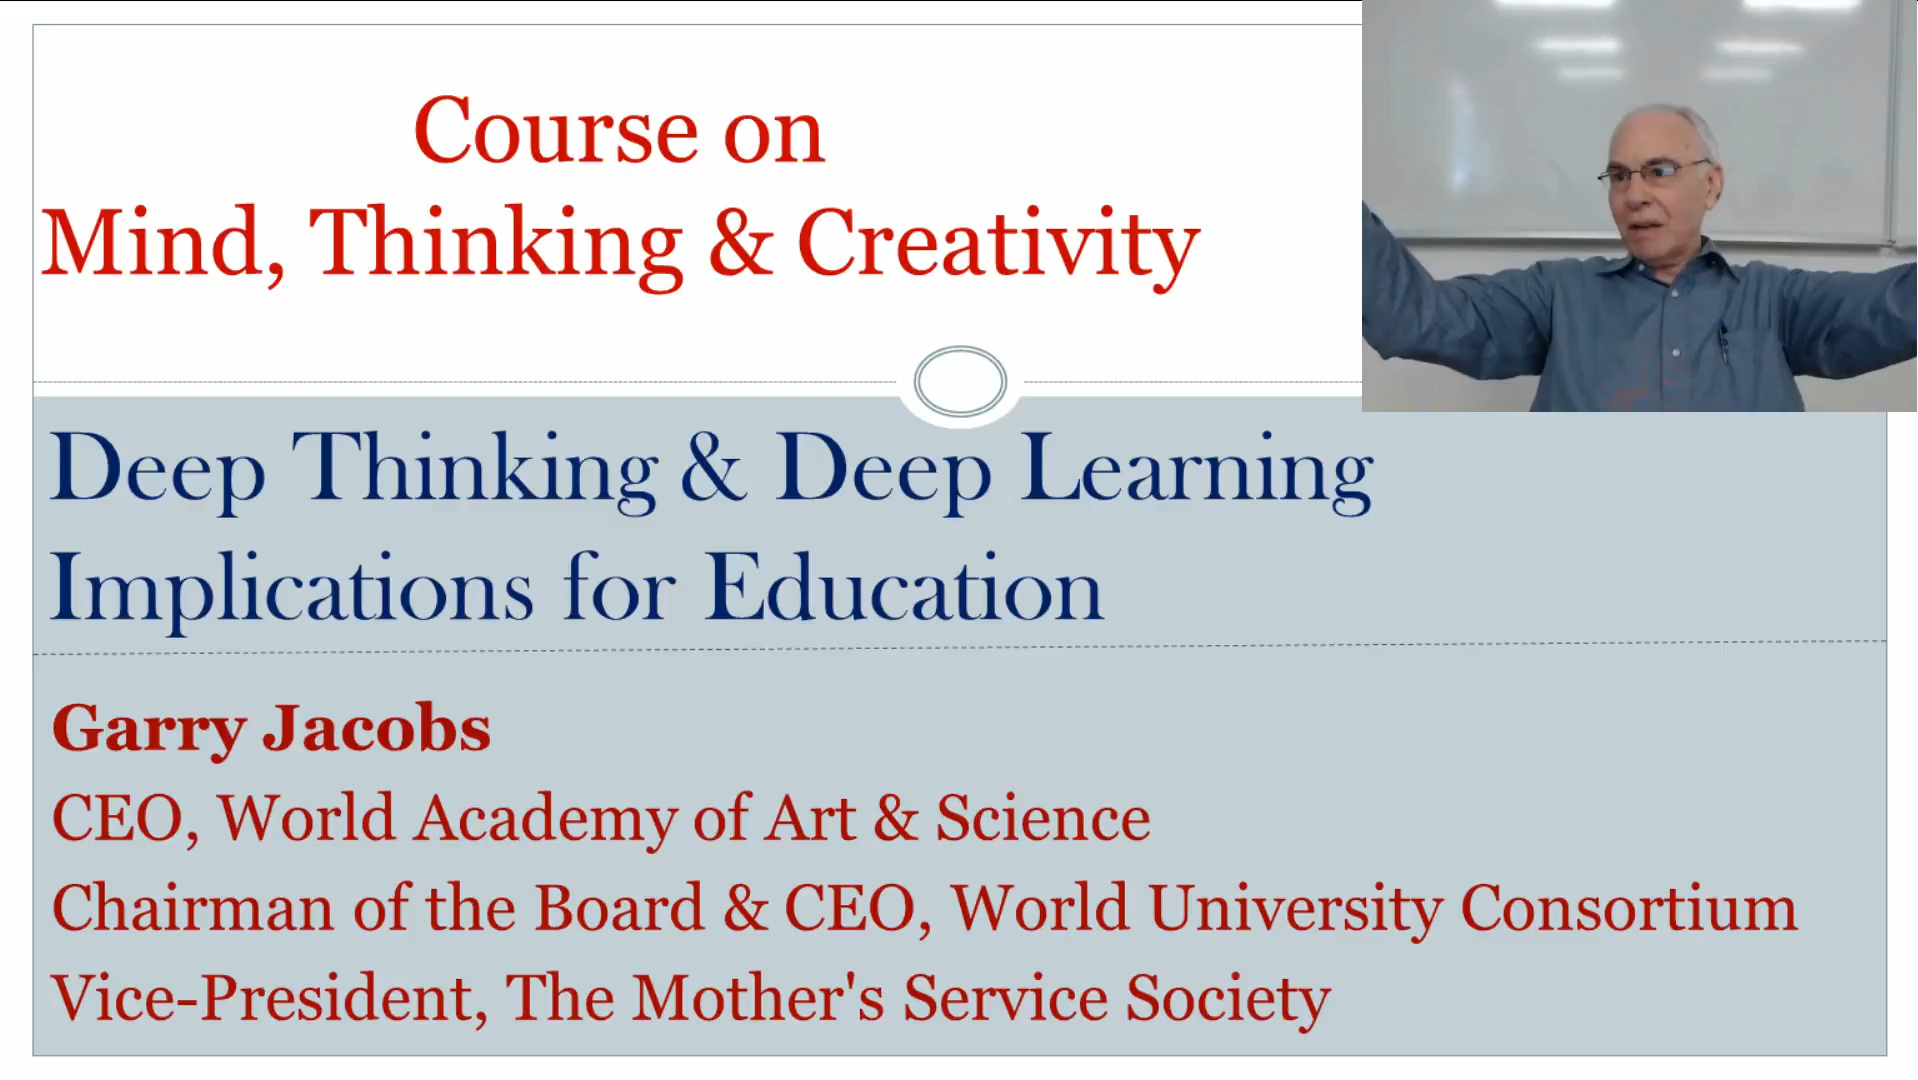 Course on
Mind, Thinking & Creativity
Deep Thinking & Deep Learning
Implications for Education
Garry Jacobs
CEO, World Academy of Art & Science
Chairman of the Board & CEO, World University Consortium
Vice-President, The Mother's Service Society